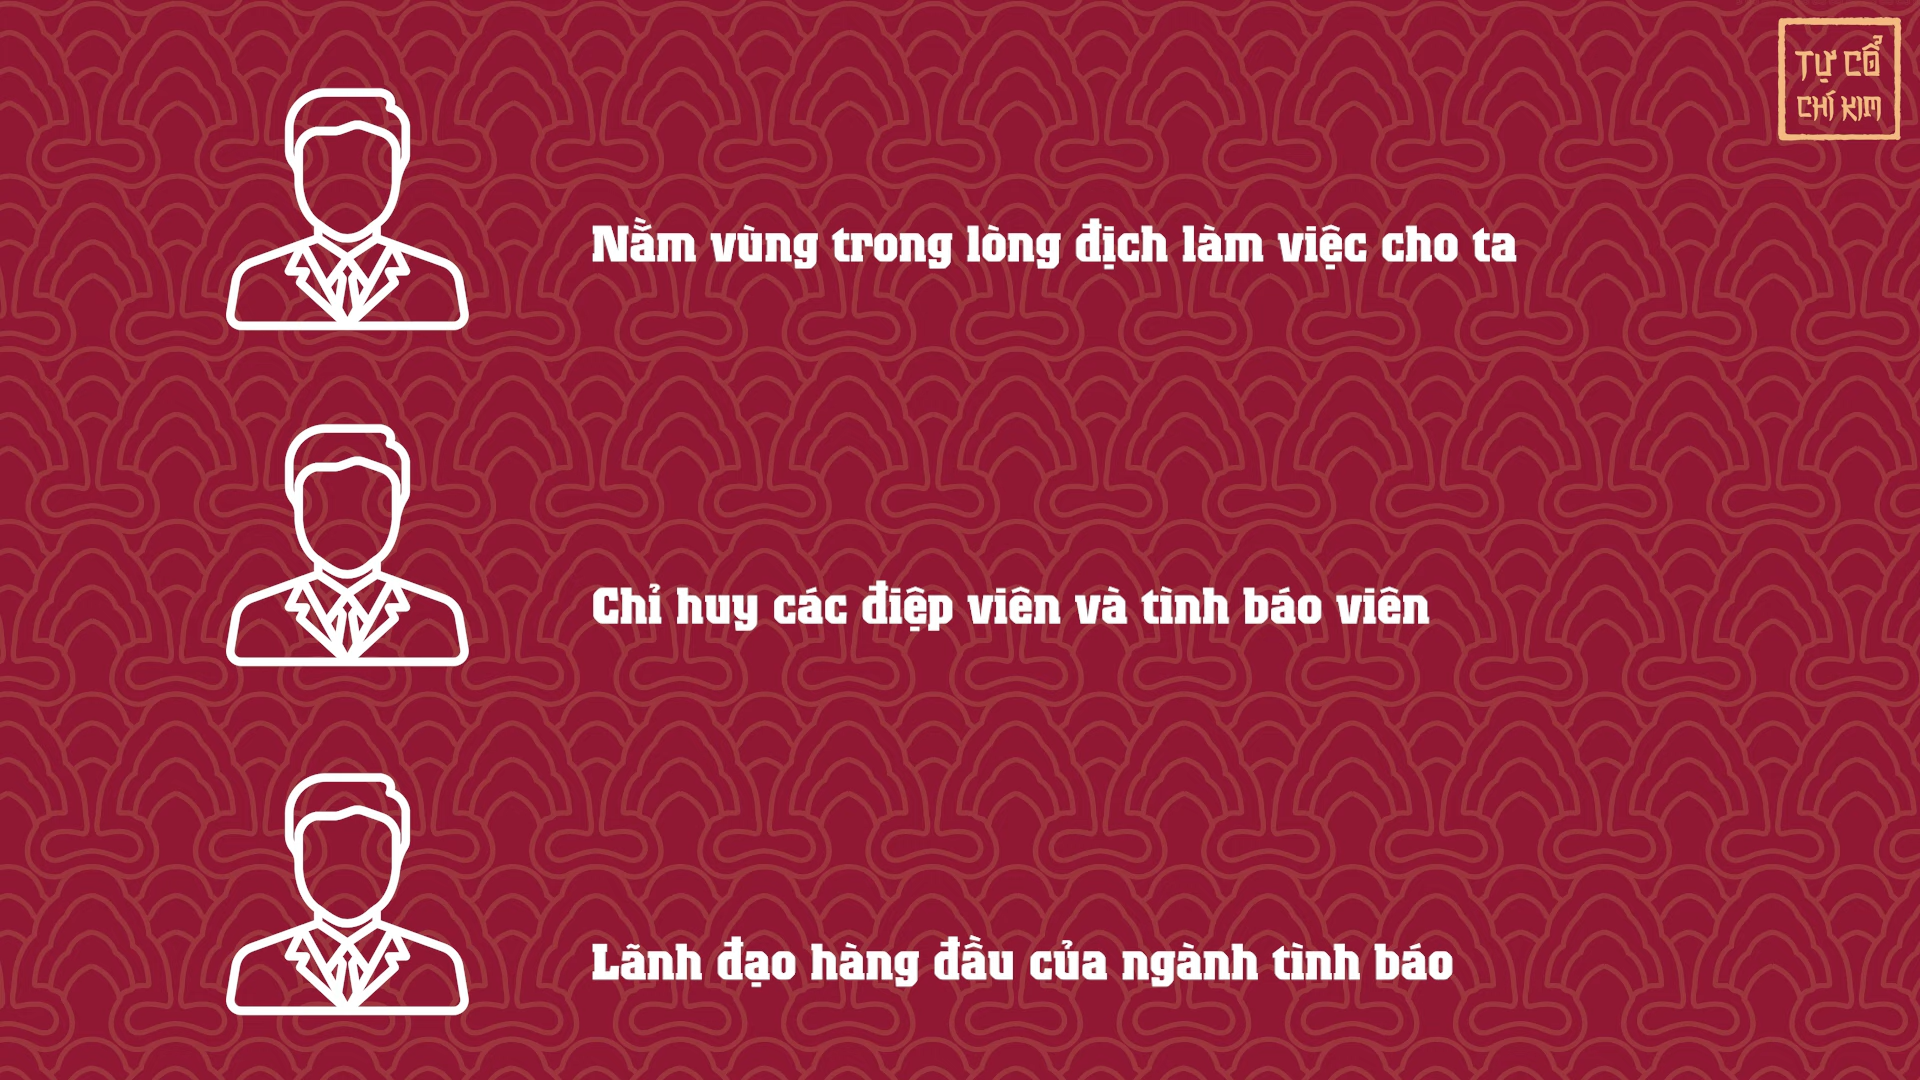 TỰ CỔ
CHÍ KIM
Nằm vùng trong lòng địch làm việc cho ta
Chỉ huy các điệp viên và tình báo viên
Lãnh đạo hàng đầu của ngành tình báo